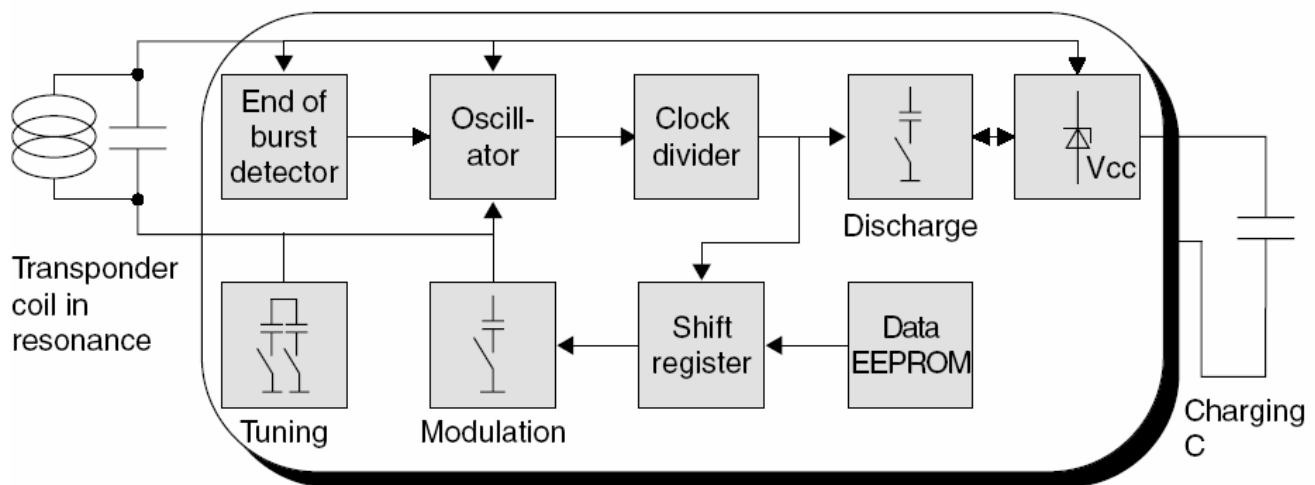 End of
burst
detector
Oscill-
ator
Clock
divider
Vcc
Discharge
Transponder
coil in
resonance
Shift
register
Data
EEPROM
Tuning
Modulation
Charging
C